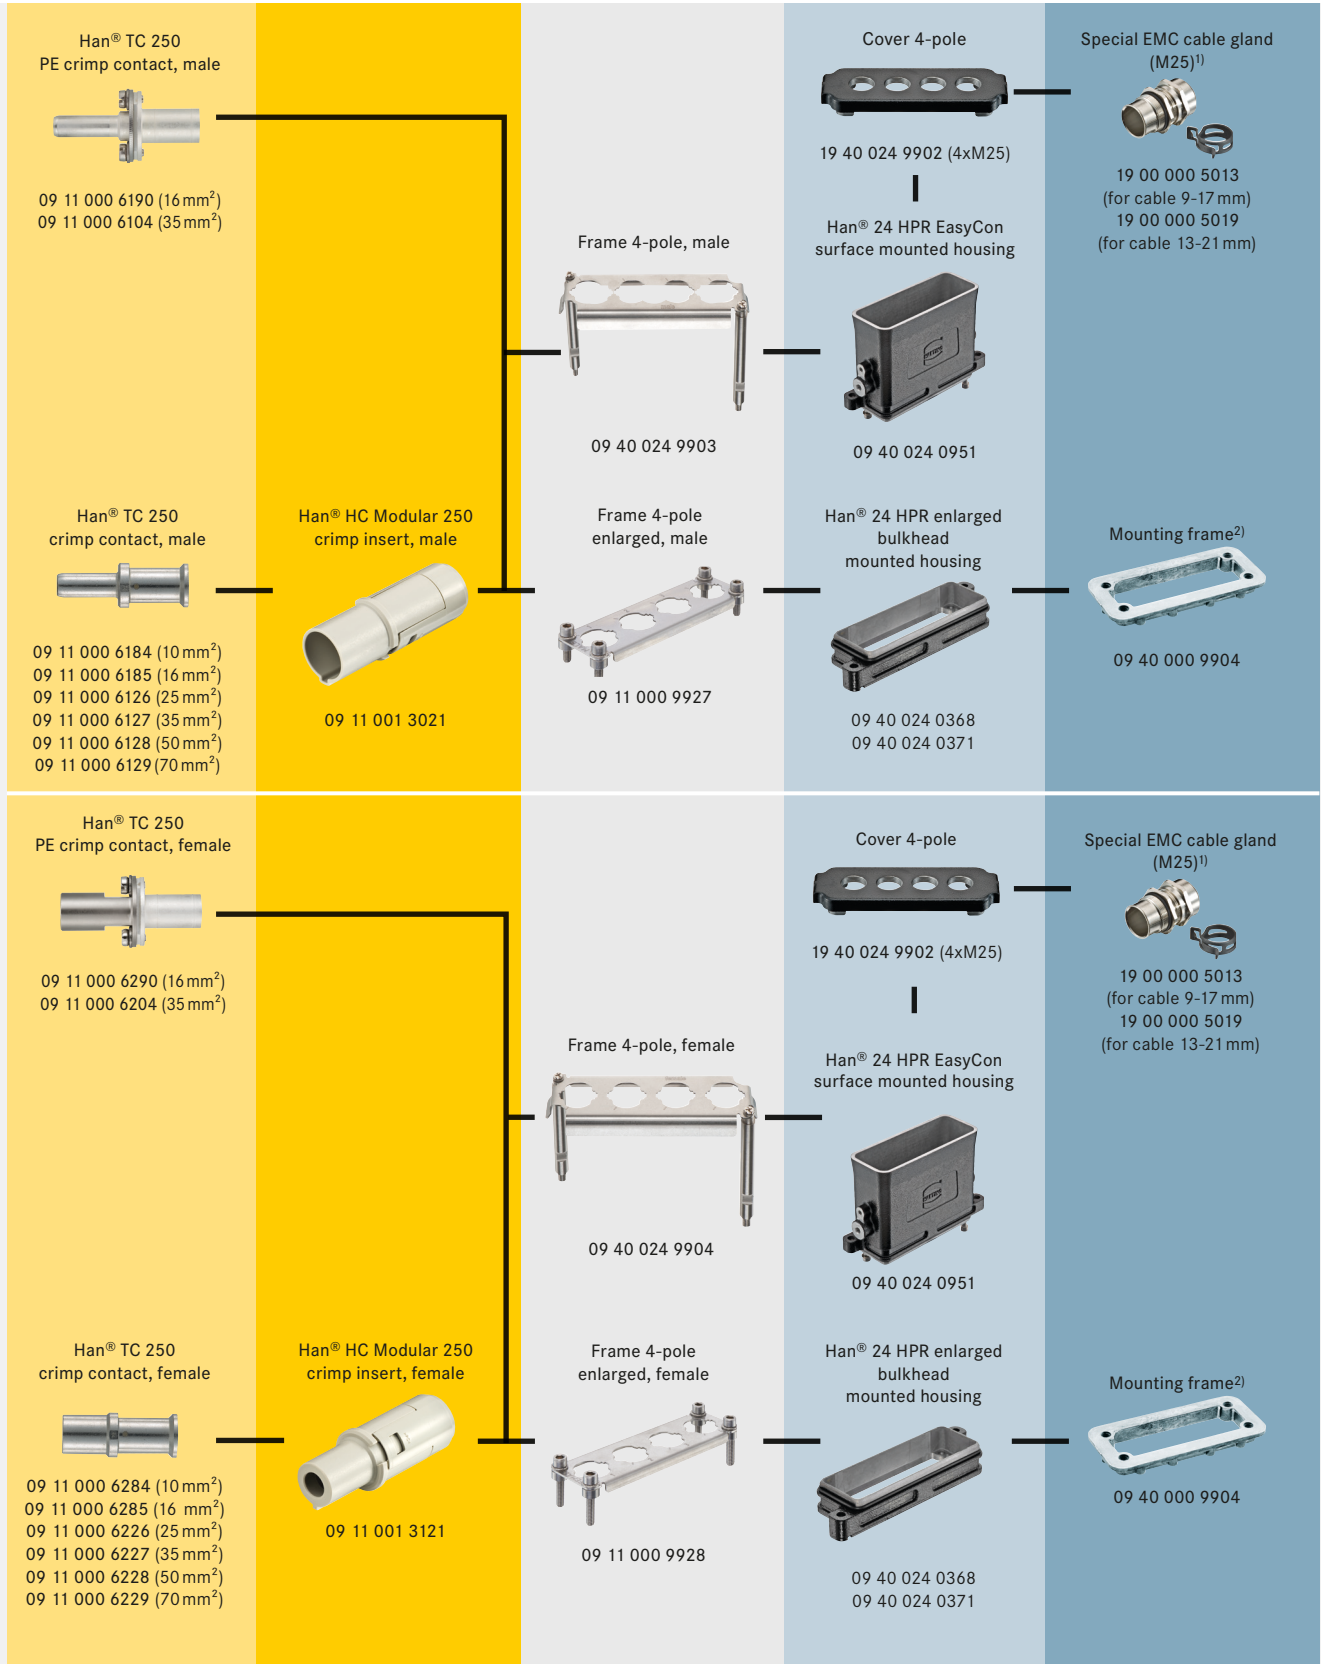 Han® TC 250
PE crimp contact, male
09 11 000 6190 (16 mm²)
09 11 000 6104 (35 mm²)
Cover 4-pole
19 40 024 9902 (4xM25)
Special EMC cable gland
(M25)1)
19 00 000 5013
(for cable 9-17 mm)
19 00 000 5019
(for cable 13-21 mm)
Frame 4-pole, male
09 40 024 9903
Han® 24 HPR EasyCon
surface mounted housing
09 40 024 0951
Han® TC 250
crimp contact, male
09 11 000 6184 (10 mm²)
09 11 000 6185 (16 mm²)
09 11 000 6126 (25 mm²)
09 11 000 6127 (35 mm²)
09 11 000 6128 (50 mm²)
09 11 000 6129 (70 mm²)
Han® HC Modular 250
crimp insert, male
09 11 001 3021
Frame 4-pole
enlarged, male
09 11 000 9927
Han® 24 HPR enlarged
bulkhead
mounted housing
09 40 024 0368
09 40 024 0371
Mounting frame2)
09 40 000 9904
Han® TC 250
PE crimp contact, female
09 11 000 6290 (16 mm²)
09 11 000 6204 (35 mm²)
Cover 4-pole
19 40 024 9902 (4xM25)
Special EMC cable gland
(M25)1)
19 00 000 5013
(for cable 9-17 mm)
19 00 000 5019
(for cable 13-21 mm)
Frame 4-pole, female
09 40 024 9904
Han® 24 HPR EasyCon
surface mounted housing
09 40 024 0951
Han® TC 250
crimp contact, female
09 11 000 6284 (10 mm²)
09 11 000 6285 (16 mm²)
09 11 000 6226 (25 mm²)
09 11 000 6227 (35 mm²)
09 11 000 6228 (50 mm²)
09 11 000 6229 (70 mm²)
Han® HC Modular 250
crimp insert, female
09 11 001 3121
Frame 4-pole
enlarged, female
09 11 000 9928
Han® 24 HPR enlarged
bulkhead
mounted housing
09 40 024 0368
09 40 024 0371
Mounting frame2)
09 40 000 9904